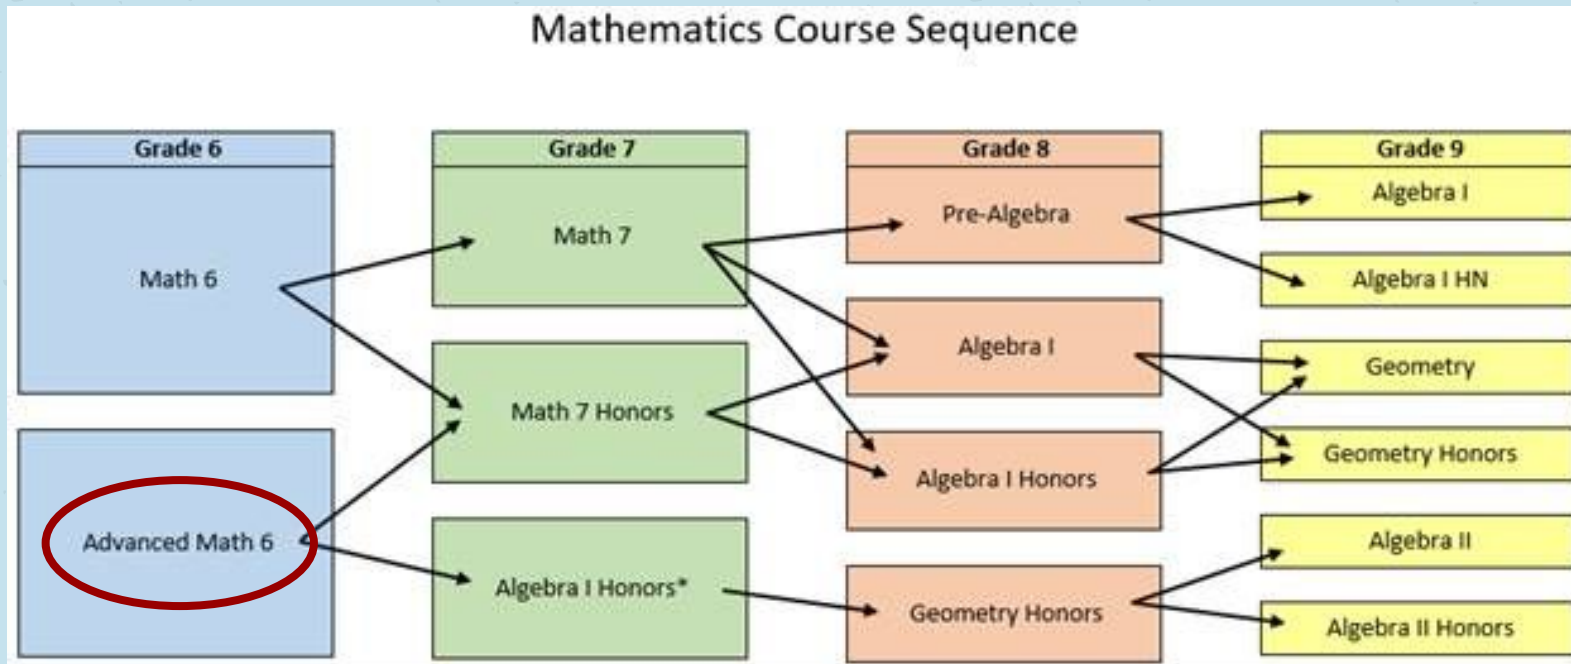 Mathematics Course Sequence
Grade 6
Math 6
Advanced Math 6
Grade 7
Math 7
Math 7 Honors
Algebra I Honors*
Grade 8
Pre-Algebra
Algebra I
Algebra I Honors
Geometry Honors
Grade 9
Algebra I
Algebra I HN
Geometry
Geometry Honors
Algebra II
Algebra II Honors